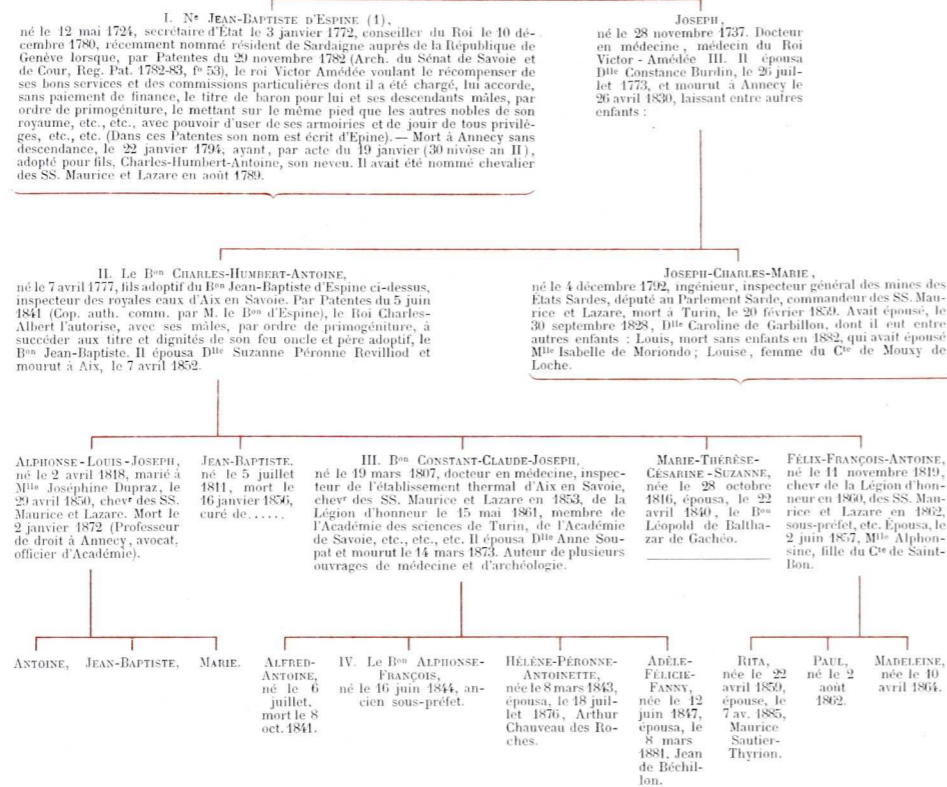 I. Nᵉ JEAN-BAPTISTE D'ESPINE (1),
né le 12 mai 1724, secrétaire d'État le 3 janvier 1772, conseiller du Roi le 10 dé-
cembre 1780, récemment nommé résident de Sardaigne auprès de la République de
Genève lorsque, par Patentes du 29 novembre 1782 (Arch. du Sénat de Savoie et
de Cour, Reg. Pat. 1782-83, fº 53), le roi Victor Amédée voulant le récompenser de
ses bons services et des commissions particulières dont il a été chargé, lui accorde,
sans paiement de finance, le titre de baron pour lui et ses descendants mâles, par
ordre de primogéniture, le mettant sur le même pied que les autres nobles de son
royaume, etc., etc., avec pouvoir d'user de ses armoiries et de jouir de tous privilè-
ges, etc., etc. (Dans ces Patentes son nom est écrit d'Epine). — Mort à Annecy sans
descendance, le 22 janvier 1794, ayant, par acte du 19 janvier (30 nivôse an II),
adopté pour fils, Charles-Humbert-Antoine, son neveu. Il avait été nommé chevalier
des SS. Maurice et Lazare en août 1789.
JOSEPH,
né le 28 novembre 1737. Docteur
en médecine, médecin du Roi
Victor-Amédée III. Il épousa
Dˡˡᵉ Constance Burdin, le 26 juil-
let 1773, et mourut à Annecy le
26 avril 1830, laissant entre autres
enfants :
II. Le Bᵒⁿ CHARLES-HUMBERT-ANTOINE,
né le 7 avril 1777, fils adoptif du Bᵒⁿ Jean-Baptiste d'Espine ci-dessus,
inspecteur des royales eaux d'Aix en Savoie. Par Patentes du 5 juin
1841 (Cop. auth. comm. par M. le Bᵒⁿ d'Espine), le Roi Charles-
Albert l'autorise, avec ses mâles, par ordre de primogéniture, à
succéder aux titre et dignités de son feu oncle et père adoptif, le
Bᵒⁿ Jean-Baptiste. Il épousa Dˡˡᵉ Suzanne Péronne Revilliod et
mourut à Aix, le 7 avril 1852.
JOSEPH-CHARLES-MARIE,
né le 4 décembre 1792, ingénieur, inspecteur général des mines des
États Sardes, député au Parlement Sarde, commandeur des SS. Mau-
rice et Lazare, mort à Turin, le 20 février 1859. Avait épousé, le
30 septembre 1828, Dˡˡᵉ Caroline de Garbillon, dont il eut entre
autres enfants : Louis, mort sans enfants en 1882, qui avait épousé
Mˡˡᵉ Isabelle de Moriondo ; Louise, femme du Cᵗᵉ de Mouxy de
Loche.
ALPHONSE-LOUIS-JOSEPH,
né le 2 avril 1818, marié à
Mˡˡᵉ Joséphine Dupraz, le
29 avril 1850, chevʳ des SS.
Maurice et Lazare. Mort le
2 janvier 1872 (Professeur
de droit à Annecy, avocat,
officier d'Académie).
JEAN-BAPTISTE,
né le 5 juillet
1811, mort le
16 janvier 1856,
curé de......
III. Bᵒⁿ CONSTANT-CLAUDE-JOSEPH,
né le 19 mars 1807, docteur en médecine, inspec-
teur de l'établissement thermal d'Aix en Savoie,
chevʳ des SS. Maurice et Lazare en 1853, de la
Légion d'honneur le 15 mai 1861, membre de
l'Académie des sciences de Turin, de l'Académie
de Savoie, etc., etc., etc. Il épousa Dˡˡᵉ Anne Sou-
pat et mourut le 14 mars 1873. Auteur de plusieurs
ouvrages de médecine et d'archéologie.
MARIE-THÉRÈSE-
CÉSARINE-SUZANNE,
née le 28 octobre
1816, épousa, le 22
avril 1840, le Bᵒⁿ
Léopold de Baltha-
zar de Gachéo.
FÉLIX-FRANÇOIS-ANTOINE,
né le 11 novembre 1819,
chevʳ de la Légion d'hon-
neur en 1860, des SS. Mau-
rice et Lazare en 1862,
sous-préfet, etc. Épousa, le
2 juin 1857, Mˡˡᵉ Alphon-
sine, fille du Cᵗᵉ de Saint-
Bon.
ANTOINE, JEAN-BAPTISTE, MARIE.
ALFRED-
ANTOINE,
né le 6
juillet,
mort le 8
oct. 1841.
IV. Le Bᵒⁿ ALPHONSE-
FRANÇOIS,
né le 16 juin 1844, an-
cien sous-préfet.
HÉLÈNE-PÉRONNE-
ANTOINETTE,
née le 8 mars 1843,
épousa, le 18 juil-
let 1876, Arthur
Chauveau des Ro-
ches.
ADÈLE-
FÉLICIE-
FANNY,
née le 12
juin 1847,
épousa, le
8 mars
1881, Jean
de Béchil-
lon.
RITA,
née le 22
avril 1859,
épouse, le
7 av. 1885,
Maurice
Sautier-
Thyrion.
PAUL,
né le 2
août
1862.
MADELEINE,
née le 10
avril 1864.